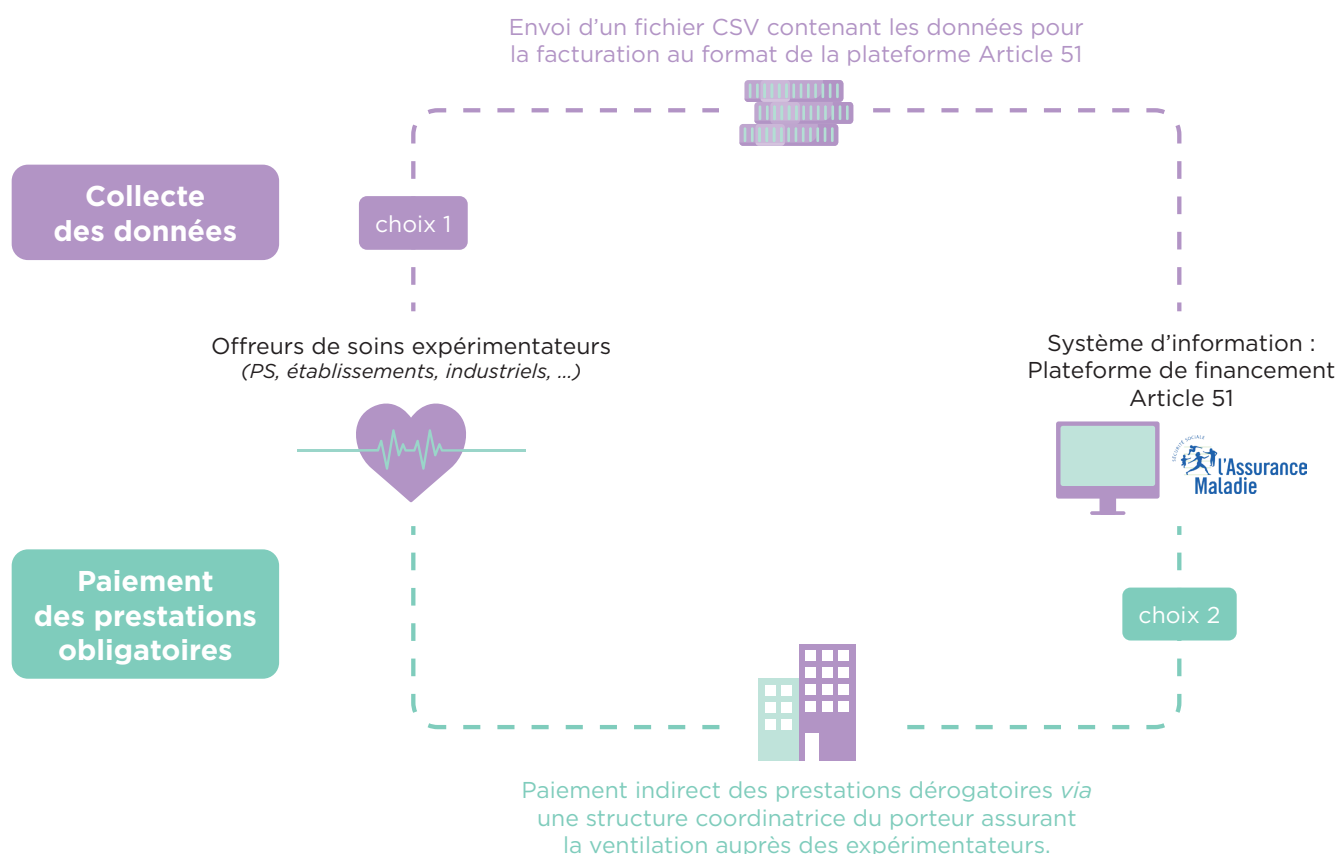 Envoi d’un fichier CSV contenant les données pour
la facturation au format de la plateforme Article 51
Collecte
des données
choix 1
Offreurs de soins expérimentateurs
(PS, établissements, industriels, ...)
Système d’information :
Plateforme de financement
Article 51
SÉCURITÉ SOCIALE
l’Assurance
Maladie
Paiement
des prestations
obligatoires
choix 2
Paiement indirect des prestations dérogatoires via
une structure coordinatrice du porteur assurant
la ventilation auprès des expérimentateurs.